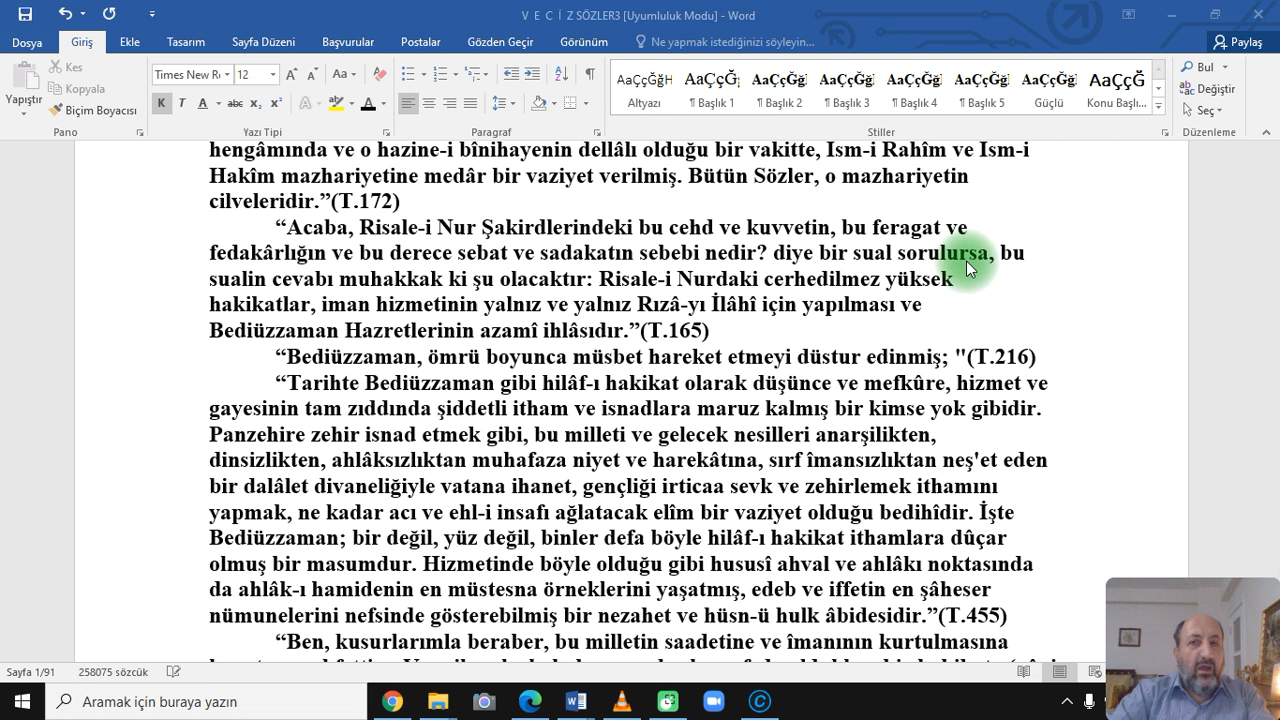 V E C İ Z SÖZLER3 [Uyumluluk Modu] - Word
Dosya Giriş Ekle Tasarım Sayfa Düzeni Başvurular Postalar Gözden Geçir Görünüm Ne yapmak istediğinizi söyleyin... Paylaş
Yapıştır
Kes
Kopyala
Biçim Boyacısı
Times New Ro 12
K T A abc x₂ x² A A
AaÇçĞğH AaÇçĞ AaÇçĞğ AaÇçĞğ AaÇçĞğ AaÇçĞğ AaÇçĞğ AaÇçĞ
Altyazı ¶ Başlık 1 ¶ Başlık 2 ¶ Başlık 3 ¶ Başlık 4 ¶ Başlık 5 Güçlü Konu Başlı...
Bul
Değiştir
Seç
Pano Yazı Tipi Paragraf Stiller Düzenleme
hengâmında ve o hazine-i bînihayenin dellâlı olduğu bir vakitte, Ism-i Rahîm ve Ism-i
Hakîm mazhariyetine medâr bir vaziyet verilmiş. Bütün Sözler, o mazhariyetin
cilveleridir.”(T.172)
“Acaba, Risale-i Nur Şakirdlerindeki bu cehd ve kuvvetin, bu feragat ve
fedakârlığın ve bu derece sebat ve sadakatın sebebi nedir? diye bir sual sorulursa, bu
sualin cevabı muhakkak ki şu olacaktır: Risale-i Nurdaki cerhedilmez yüksek
hakikatlar, iman hizmetinin yalnız ve yalnız Rızâ-yı İlâhî için yapılması ve
Bediüzzaman Hazretlerinin azamî ihlâsıdır.”(T.165)
“Bediüzzaman, ömrü boyunca müsbet hareket etmeyi düstur edinmiş; "(T.216)
“Tarihte Bediüzzaman gibi hilâf-ı hakikat olarak düşünce ve mefkûre, hizmet ve
gayesinin tam zıddında şiddetli itham ve isnadlara maruz kalmış bir kimse yok gibidir.
Panzehire zehir isnad etmek gibi, bu milleti ve gelecek nesilleri anarşilikten,
dinsizlikten, ahlâksızlıktan muhafaza niyet ve harekâtına, sırf îmansızlıktan neş'et eden
bir dalâlet divaneliğiyle vatana ihanet, gençliği irticaa sevk ve zehirlemek ithamını
yapmak, ne kadar acı ve ehl-i insafı ağlatacak elîm bir vaziyet olduğu bedihîdir. İşte
Bediüzzaman; bir değil, yüz değil, binler defa böyle hilâf-ı hakikat ithamlara dûçar
olmuş bir masumdur. Hizmetinde böyle olduğu gibi hususî ahval ve ahlâkı noktasında
da ahlâk-ı hamidenin en müstesna örneklerini yaşatmış, edeb ve iffetin en şâheser
nümunelerini nefsinde gösterebilmiş bir nezahet ve hüsn-ü hulk âbidesidir.”(T.455)
“Ben, kusurlarımla beraber, bu milletin saadetine ve îmanının kurtulmasına
Sayfa 1/91 258075 sözcük
Aramak için buraya yazın